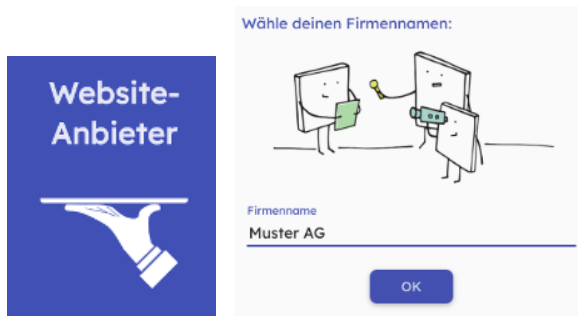 Website-
Anbieter
Wähle deinen Firmennamen:
Firmenname
Muster AG
OK